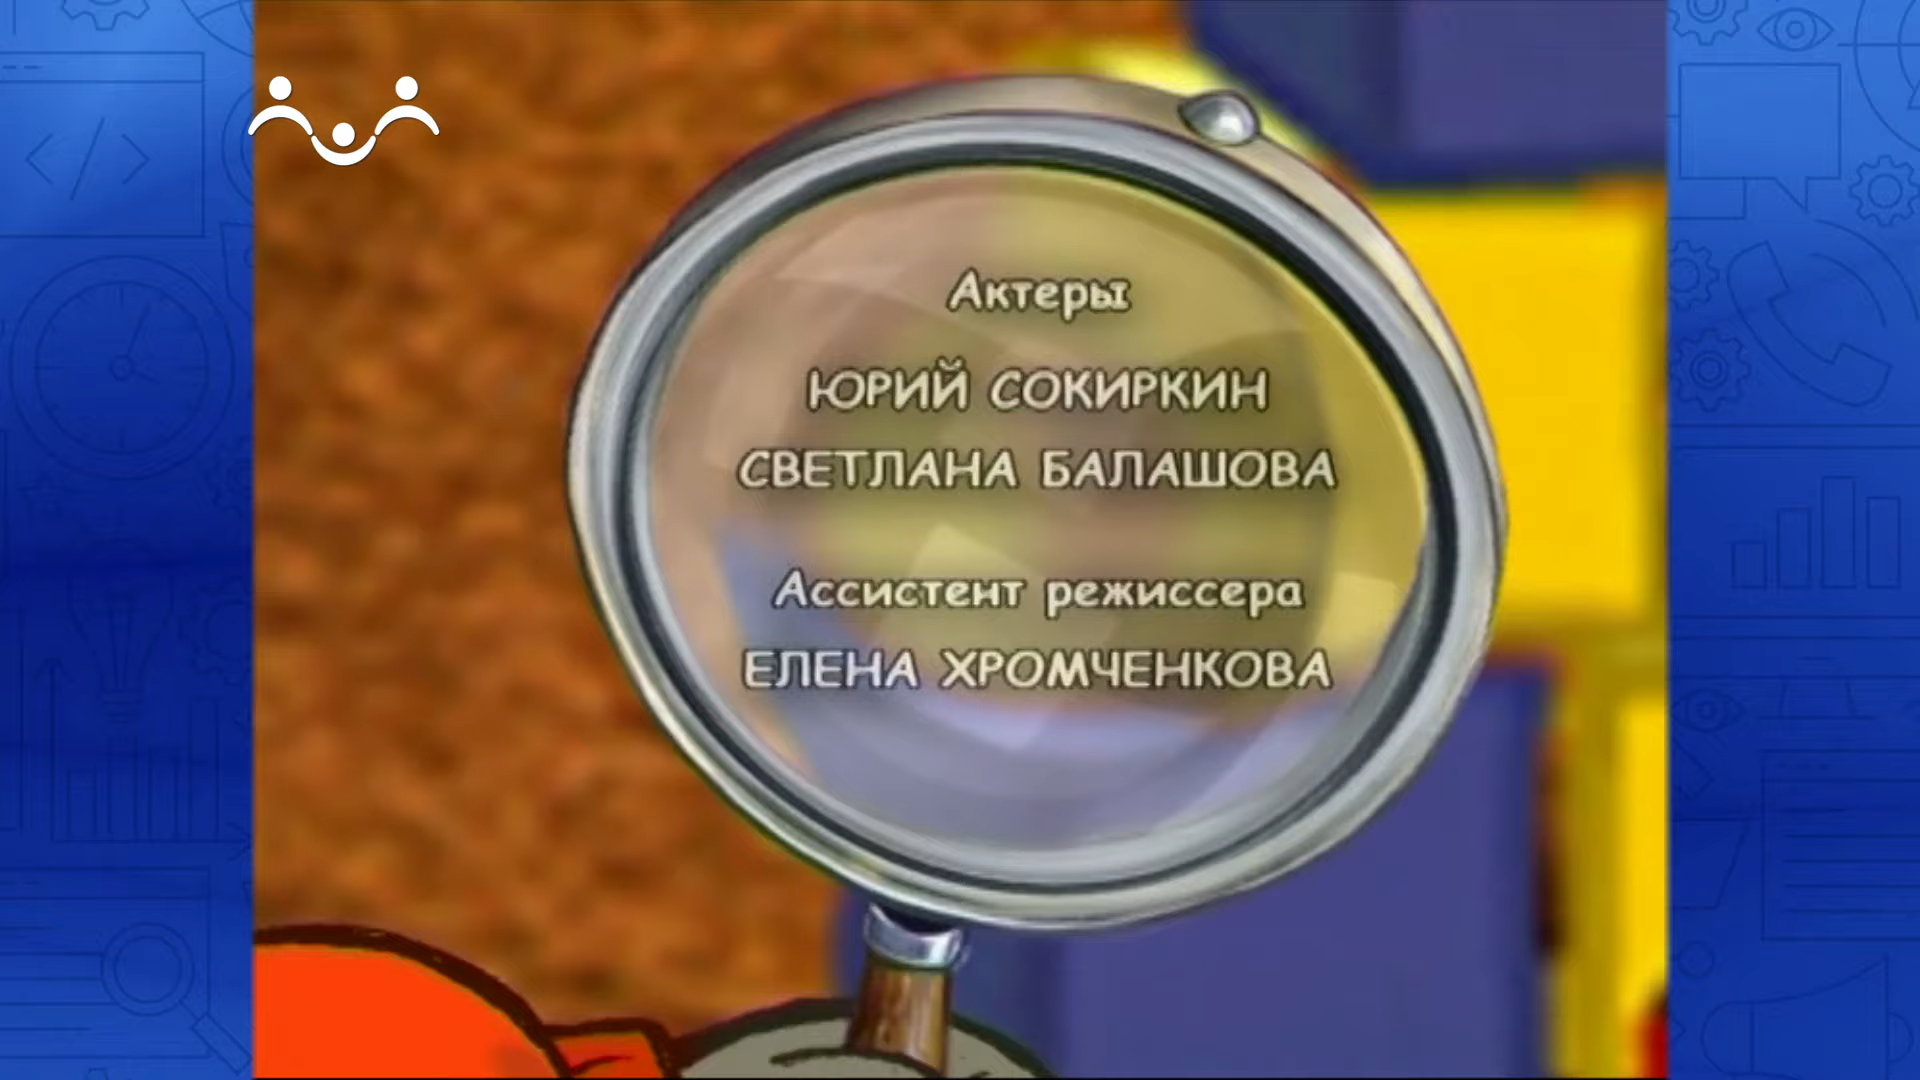 Актеры
ЮРИЙ СОКИРКИН
СВЕТЛАНА БАЛАШОВА
Ассистент режиссера
ЕЛЕНА ХРОМЧЕНКОВА